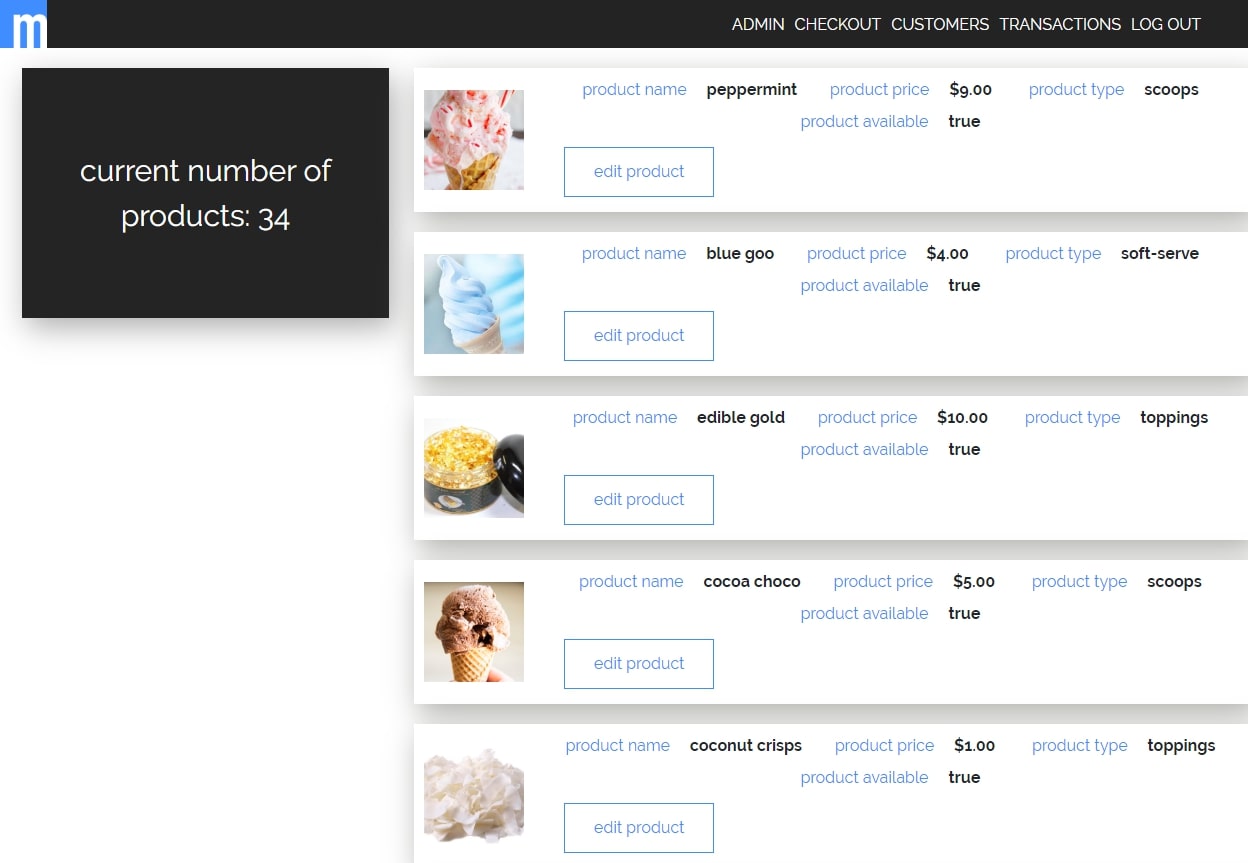 m
ADMIN CHECKOUT CUSTOMERS TRANSACTIONS LOG OUT
current number of
products: 34
product name peppermint product price $9.00 product type scoops
product available true
edit product
product name blue goo product price $4.00 product type soft-serve
product available true
edit product
product name edible gold product price $10.00 product type toppings
product available true
edit product
product name cocoa choco product price $5.00 product type scoops
product available true
edit product
product name coconut crisps product price $1.00 product type toppings
product available true
edit product